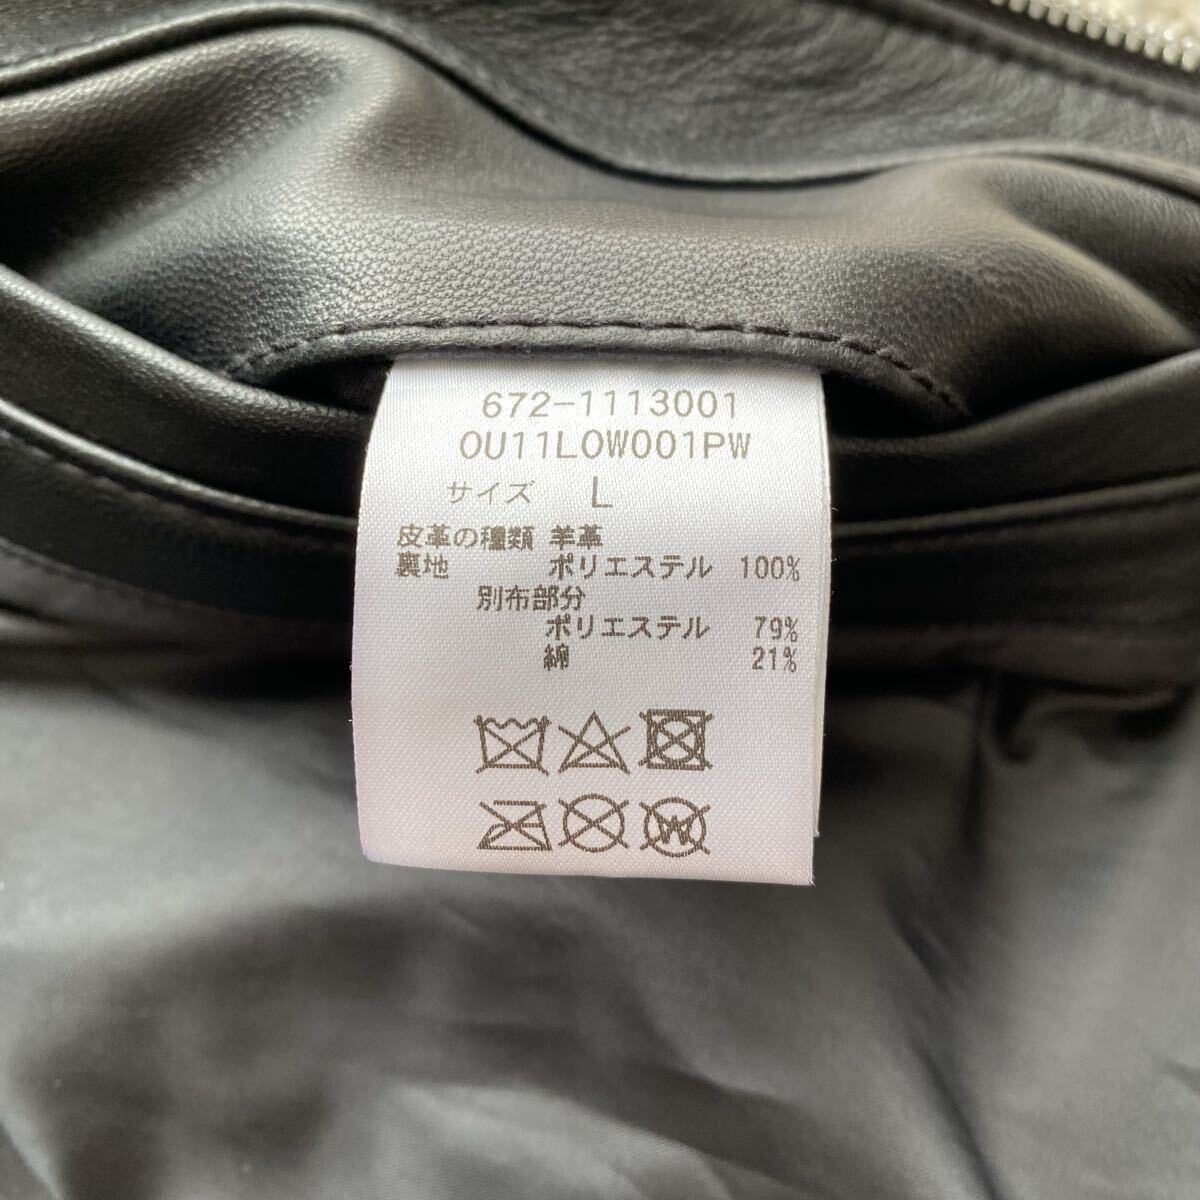 672-1113001
0U11L0W001PW
サイズ L
皮革の種類 羊革
裏地 ポリエステル 100%
別布部分
ポリエステル 79%
綿 21%
W